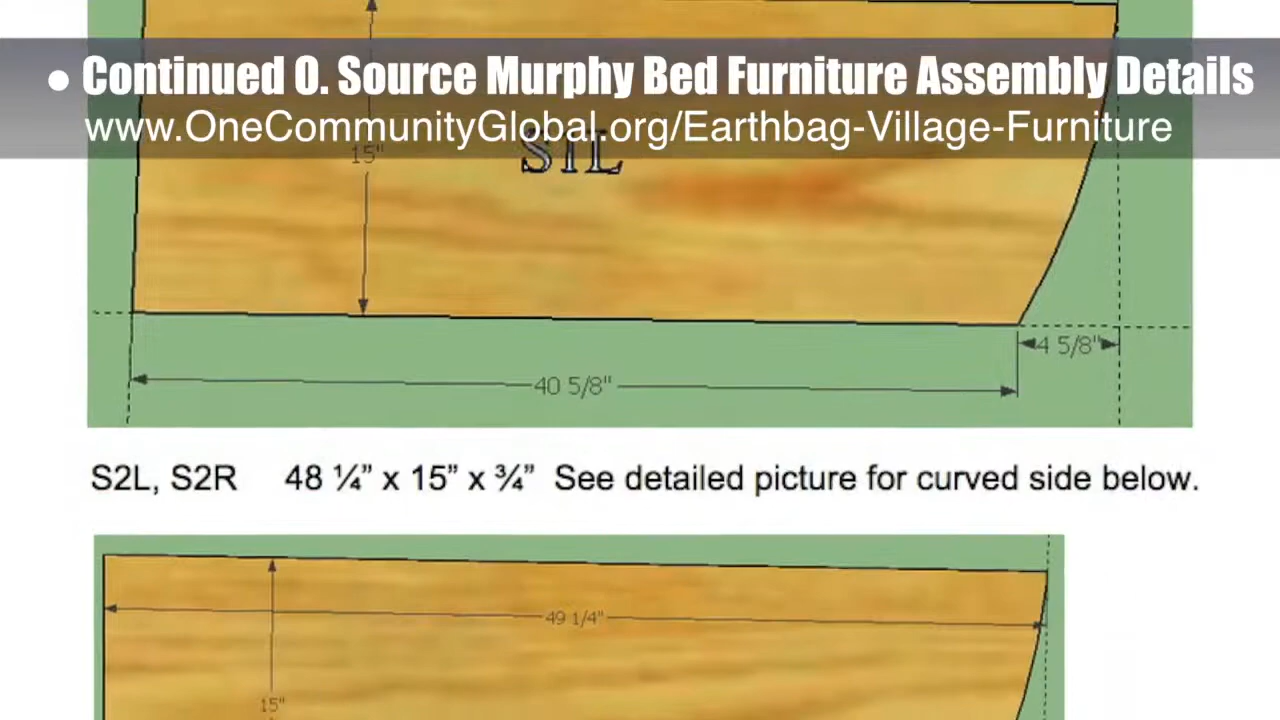 ● Continued O. Source Murphy Bed Furniture Assembly Details
www.OneCommunityGlobal.org/Earthbag-Village-Furniture
15"
S1L
4 5/8"
40 5/8"
S2L, S2R 48 ¼” x 15” x ¾” See detailed picture for curved side below.
49 1/4"
15"